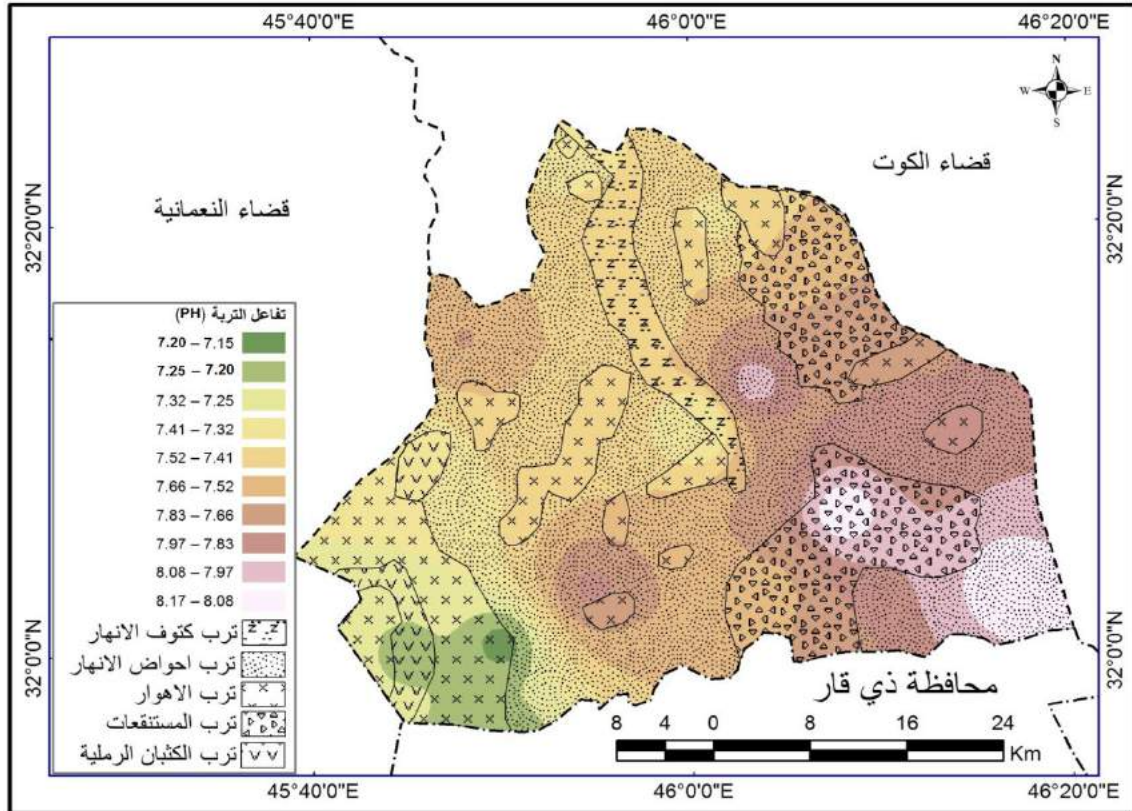 45°40'0"E
46°0'0"E
46°20'0"E
N
W
E
S
قضاء الكوت
قضاء النعمانية
32°20'0"N
32°20'0"N
تفاعل التربة (PH)
7.20 – 7.15
7.25 – 7.20
7.32 – 7.25
7.41 – 7.32
7.52 – 7.41
7.66 – 7.52
7.83 – 7.66
7.97 – 7.83
8.08 – 7.97
8.17 – 8.08
ترب كتوف الانهار
ترب احواض الانهار
ترب الاهوار
ترب المستنقعات
ترب الكثبان الرملية
32°0'0"N
32°0'0"N
محافظة ذي قار
8 4 0 8 16 24
Km
45°40'0"E
46°0'0"E
46°20'0"E